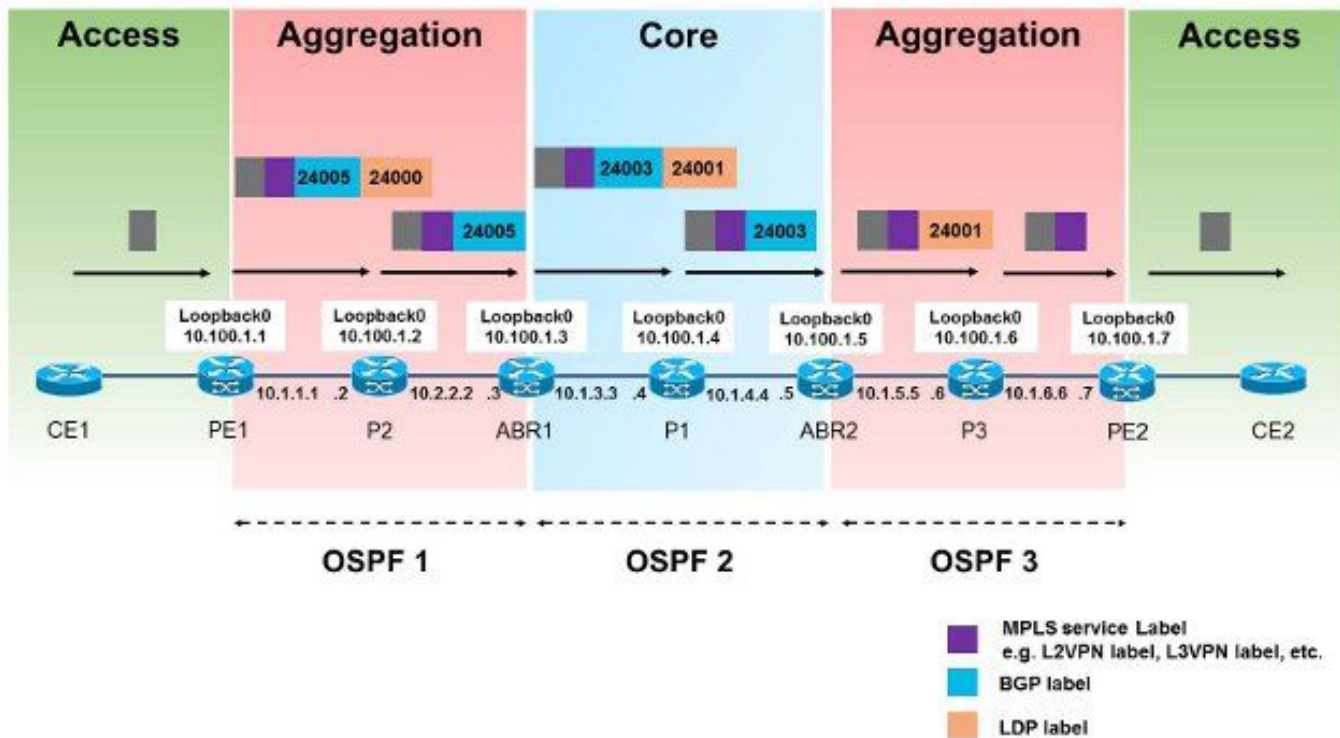 Access
Aggregation
Core
Aggregation
Access
24005
24000
24003
24001
24005
24003
24001
Loopback0
10.100.1.1
Loopback0
10.100.1.2
Loopback0
10.100.1.3
Loopback0
10.100.1.4
Loopback0
10.100.1.5
Loopback0
10.100.1.6
Loopback0
10.100.1.7
10.1.1.1
.2
10.2.2.2
.3
10.1.3.3
.4
10.1.4.4
.5
10.1.5.5
.6
10.1.6.6
.7
CE1
PE1
P2
ABR1
P1
ABR2
P3
PE2
CE2
OSPF 1
OSPF 2
OSPF 3
MPLS service Label
e.g. L2VPN label, L3VPN label, etc.
BGP label
LDP label